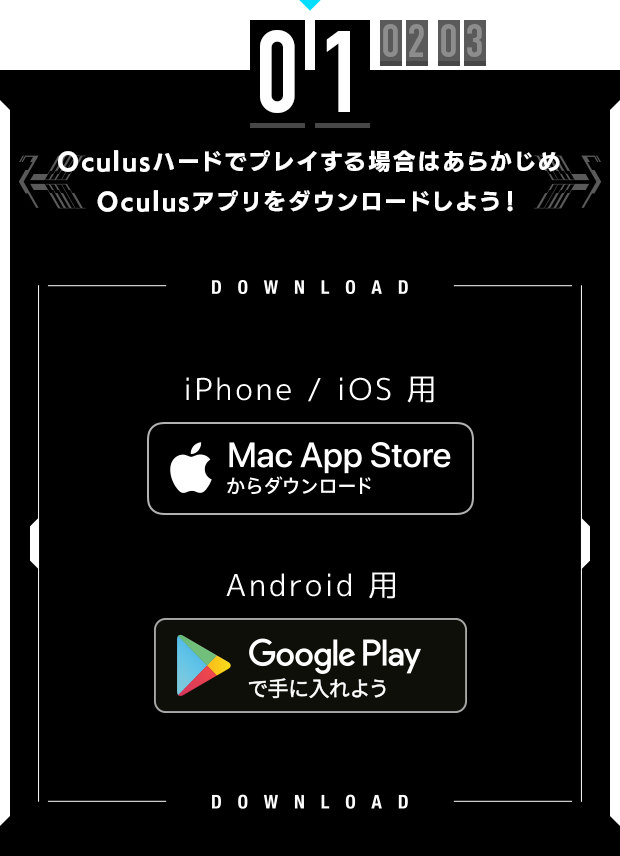 01 02 03
Oculusハードでプレイする場合はあらかじめ
Oculusアプリをダウンロードしよう！
DOWNLOAD
iPhone / iOS 用
Mac App Store
からダウンロード
Android 用
Google Play
で手に入れよう
DOWNLOAD